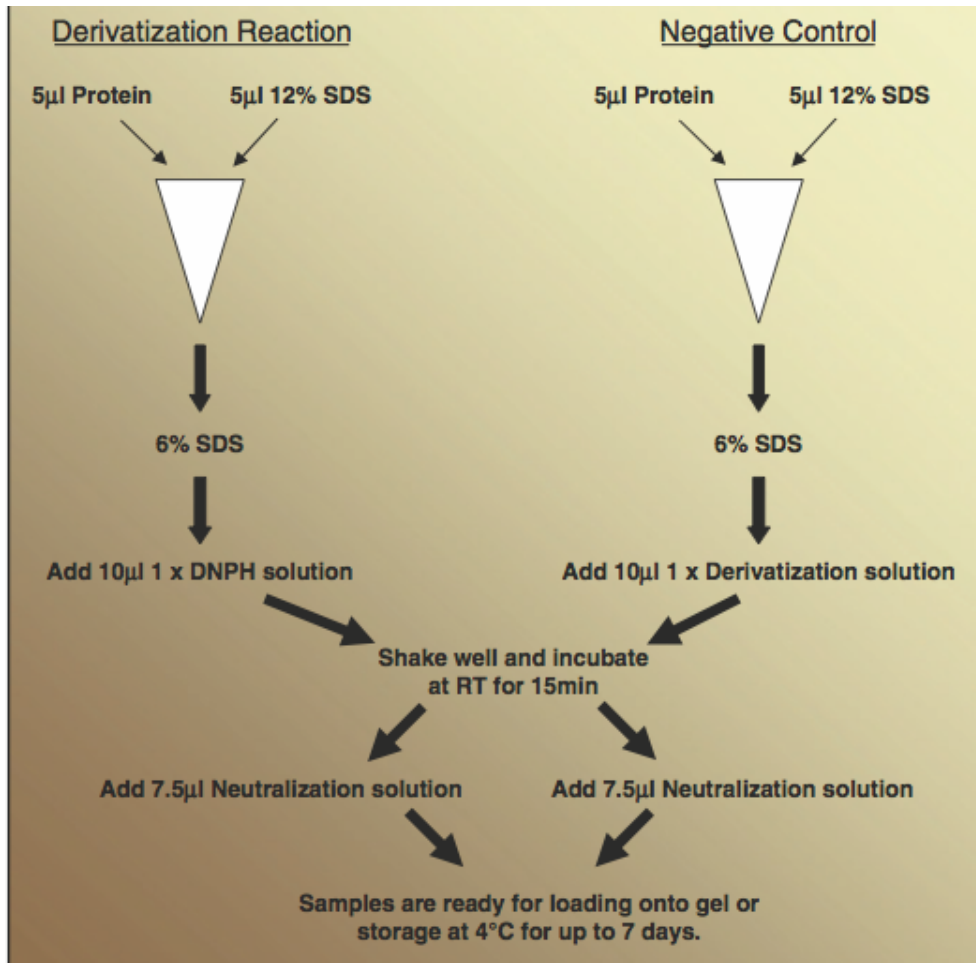 Derivatization Reaction
Negative Control
5µl Protein
5µl 12% SDS
5µl Protein
5µl 12% SDS
6% SDS
6% SDS
Add 10µl 1 x DNPH solution
Add 10µl 1 x Derivatization solution
Shake well and incubate
at RT for 15min
Add 7.5µl Neutralization solution
Add 7.5µl Neutralization solution
Samples are ready for loading onto gel or
storage at 4°C for up to 7 days.